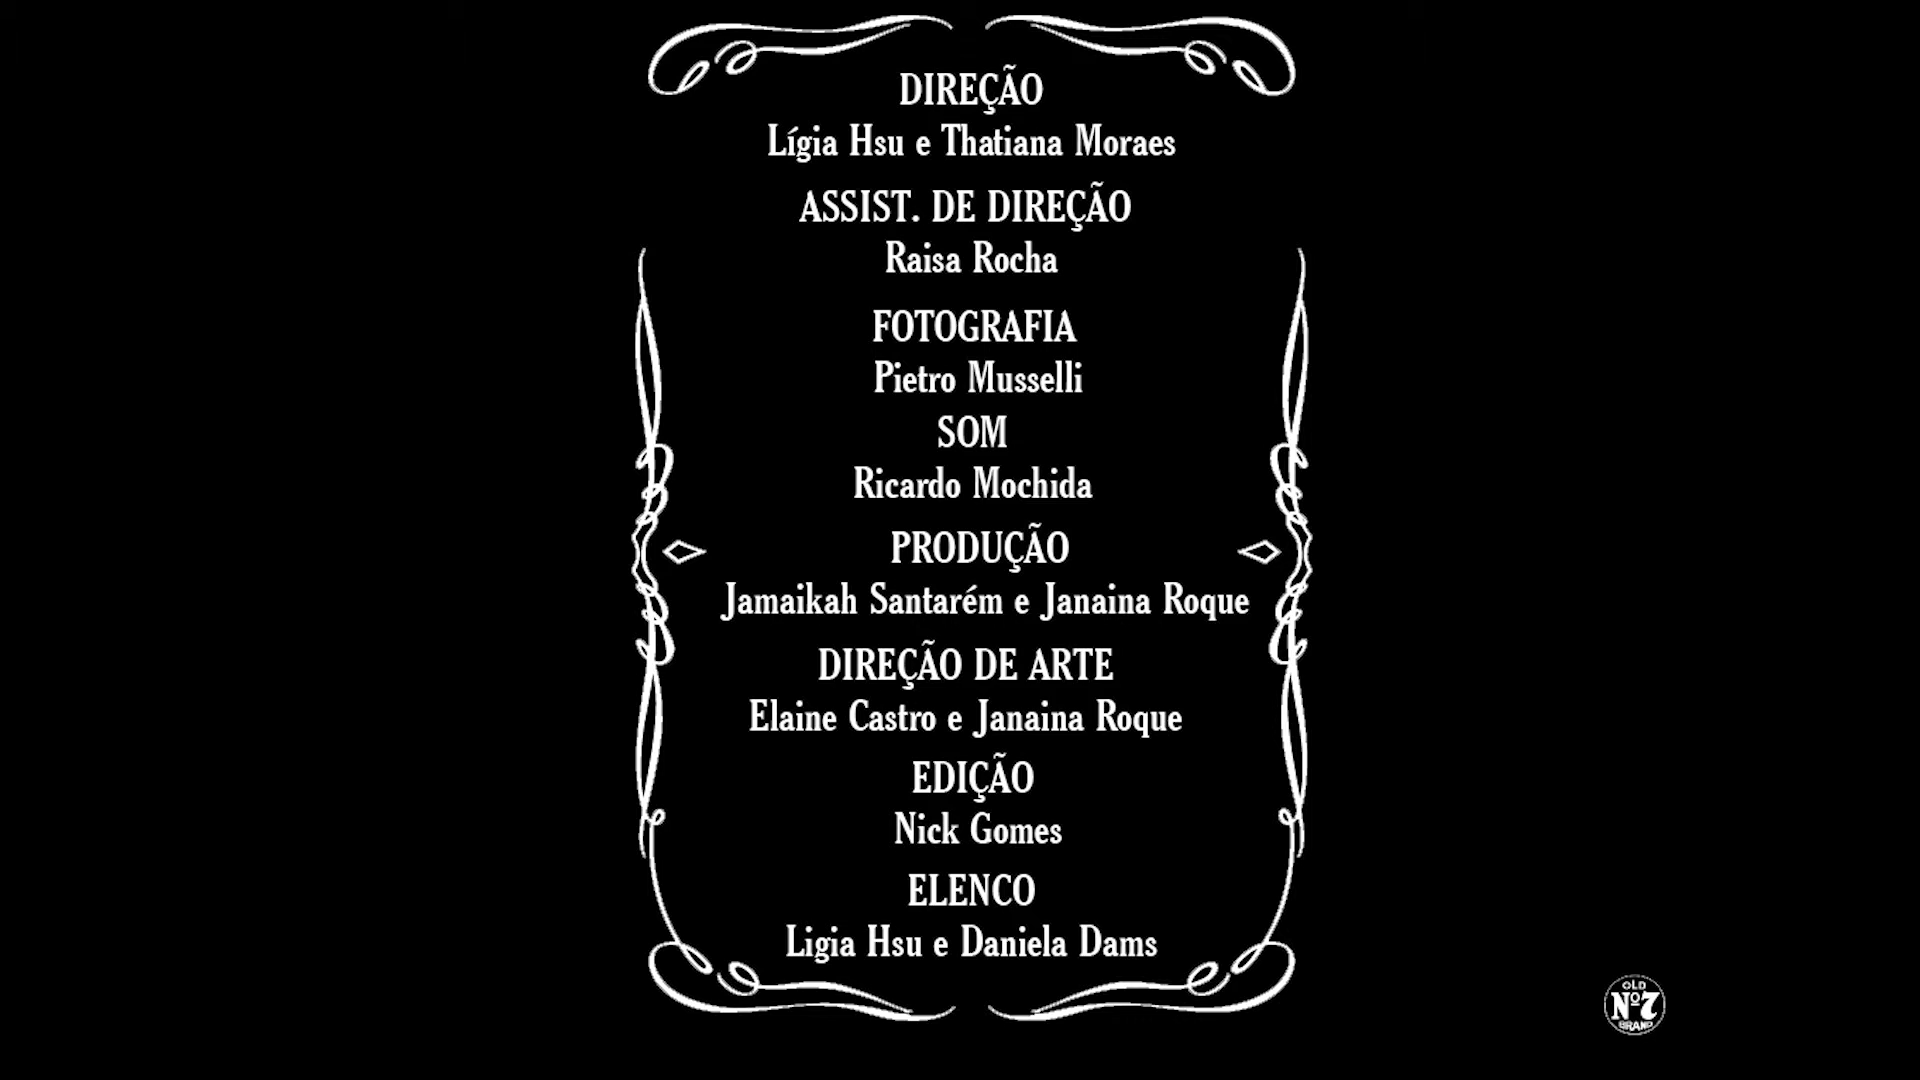 DIREÇÃO
Lígia Hsu e Thatiana Moraes
ASSIST. DE DIREÇÃO
Raisa Rocha
FOTOGRAFIA
Pietro Musselli
SOM
Ricardo Mochida
PRODUÇÃO
Jamaikah Santarém e Janaina Roque
DIREÇÃO DE ARTE
Elaine Castro e Janaina Roque
EDIÇÃO
Nick Gomes
ELENCO
Ligia Hsu e Daniela Dams
OLD
Nº7
BRAND